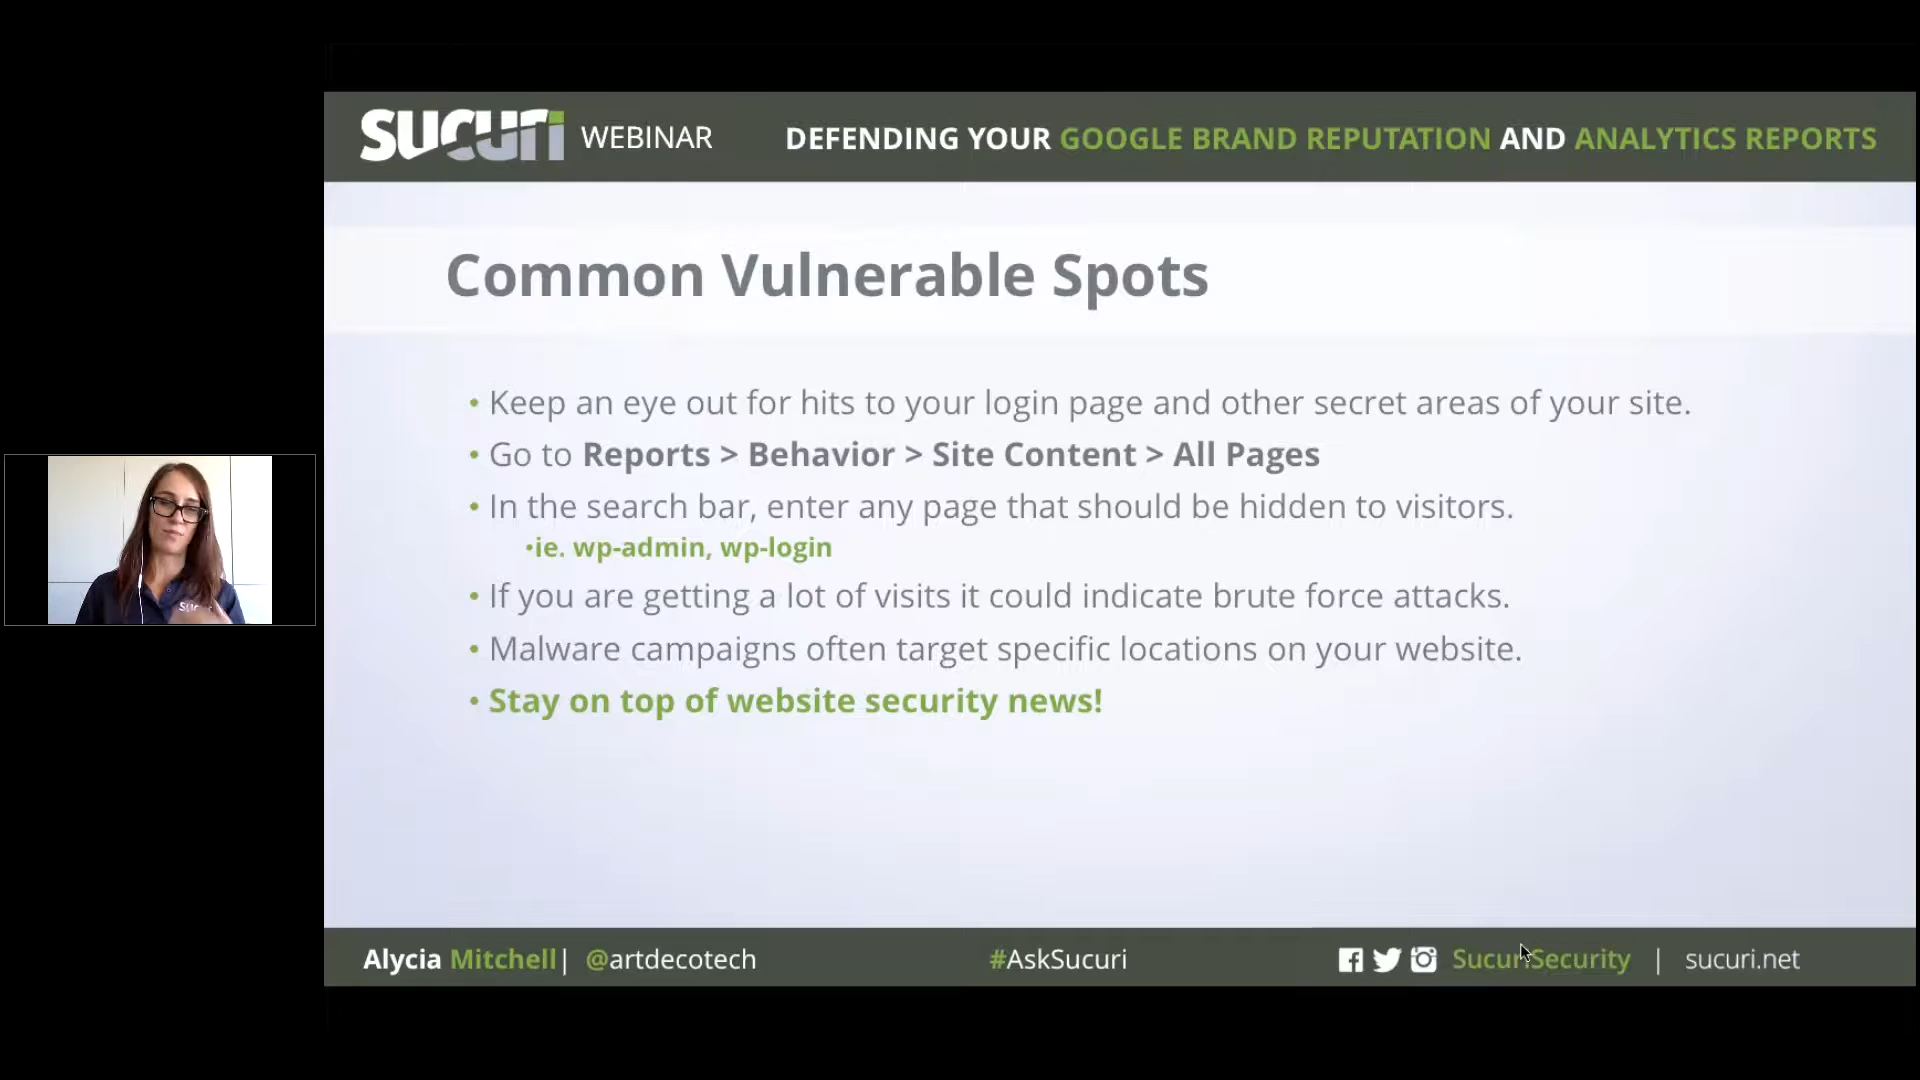 sucuri WEBINAR DEFENDING YOUR GOOGLE BRAND REPUTATION AND ANALYTICS REPORTS
Common Vulnerable Spots
• Keep an eye out for hits to your login page and other secret areas of your site.
• Go to Reports > Behavior > Site Content > All Pages
• In the search bar, enter any page that should be hidden to visitors.
•ie. wp-admin, wp-login
• If you are getting a lot of visits it could indicate brute force attacks.
• Malware campaigns often target specific locations on your website.
• Stay on top of website security news!
Alycia Mitchell| @artdecotech #AskSucuri SucuriSecurity | sucuri.net